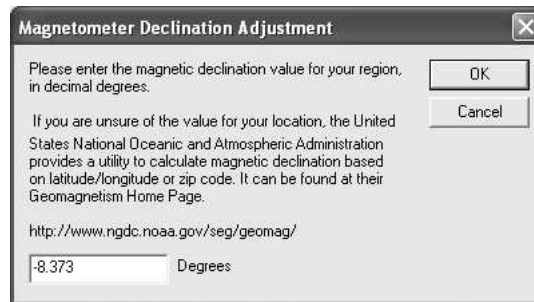 Magnetometer Declination Adjustment
Please enter the magnetic declination value for your region,
in decimal degrees.
OK
Cancel
If you are unsure of the value for your location, the United
States National Oceanic and Atmospheric Administration
provides a utility to calculate magnetic declination based
on latitude/longitude or zip code. It can be found at their
Geomagnetism Home Page.
http://www.ngdc.noaa.gov/seg/geomag/
-8.373 Degrees